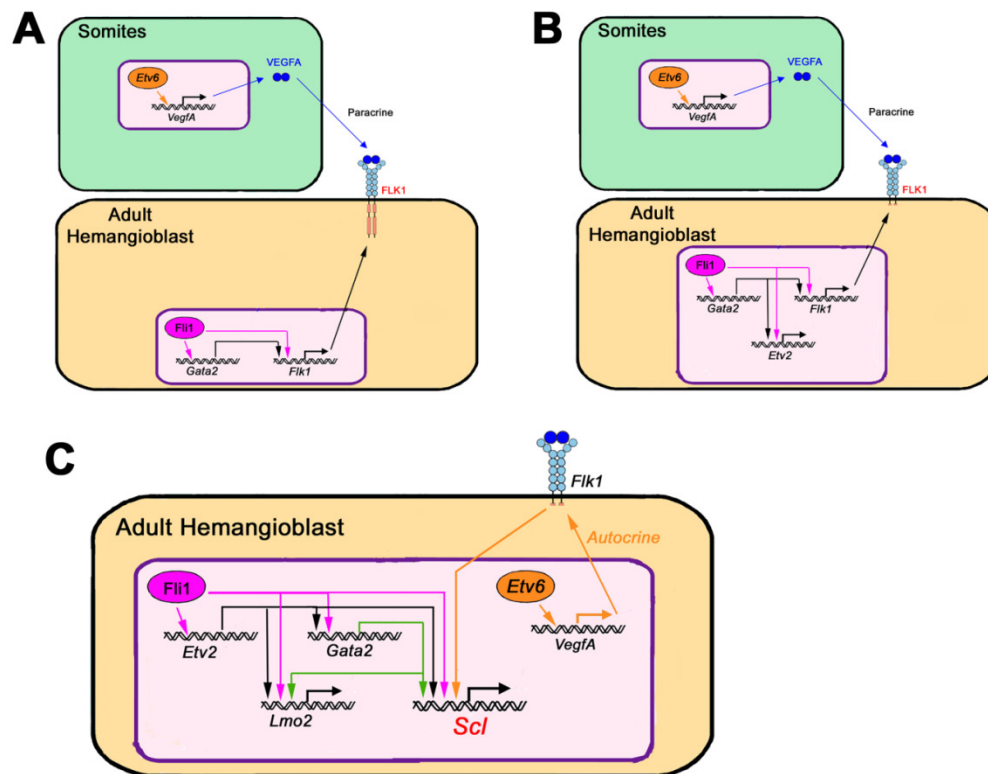 A
Somites
Etv6
VegfA
VEGFA
Paracrine
FLK1
Adult
Hemangioblast
Fli1
Gata2
Flk1
B
Somites
Etv6
VegfA
VEGFA
Paracrine
FLK1
Adult
Hemangioblast
Fli1
Gata2
Flk1
Etv2
C
Flk1
Adult Hemangioblast
Autocrine
Fli1
Etv6
Etv2
Gata2
VegfA
Lmo2
Scl